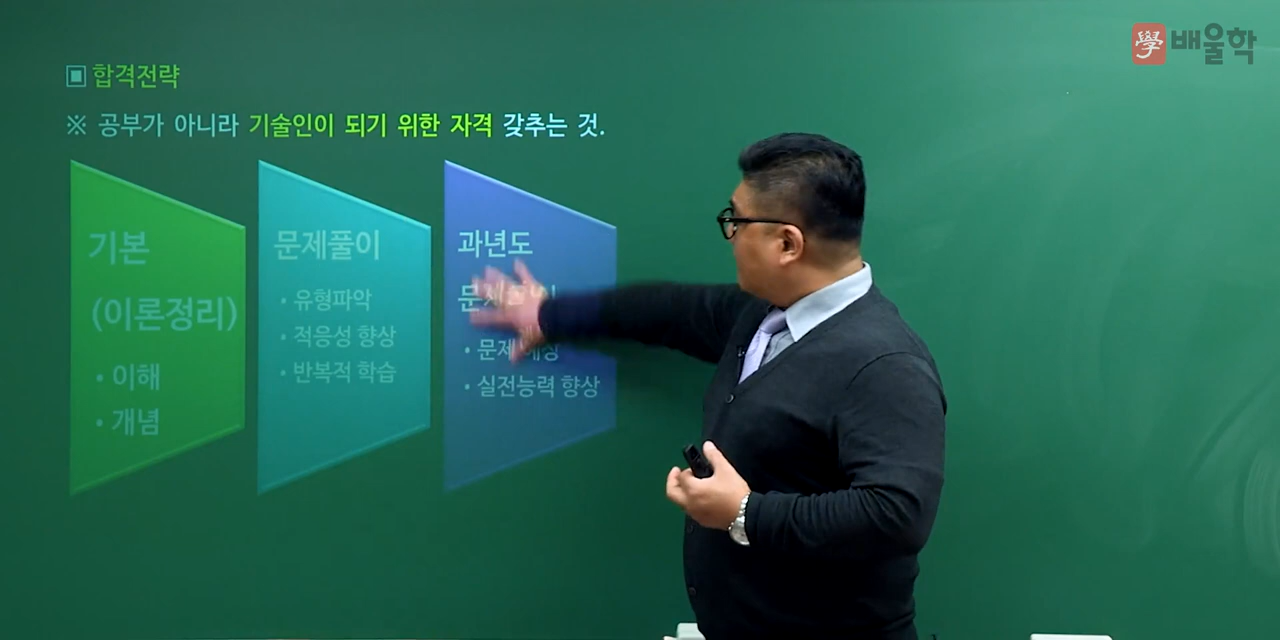 學 배울학
▣ 합격전략
※ 공부가 아니라 기술인이 되기 위한 자격 갖추는 것.
기본
(이론정리)
• 이해
• 개념
문제풀이
• 유형파악
• 적응성 향상
• 반복적 학습
과년도
• 문제
• 실전능력 향상